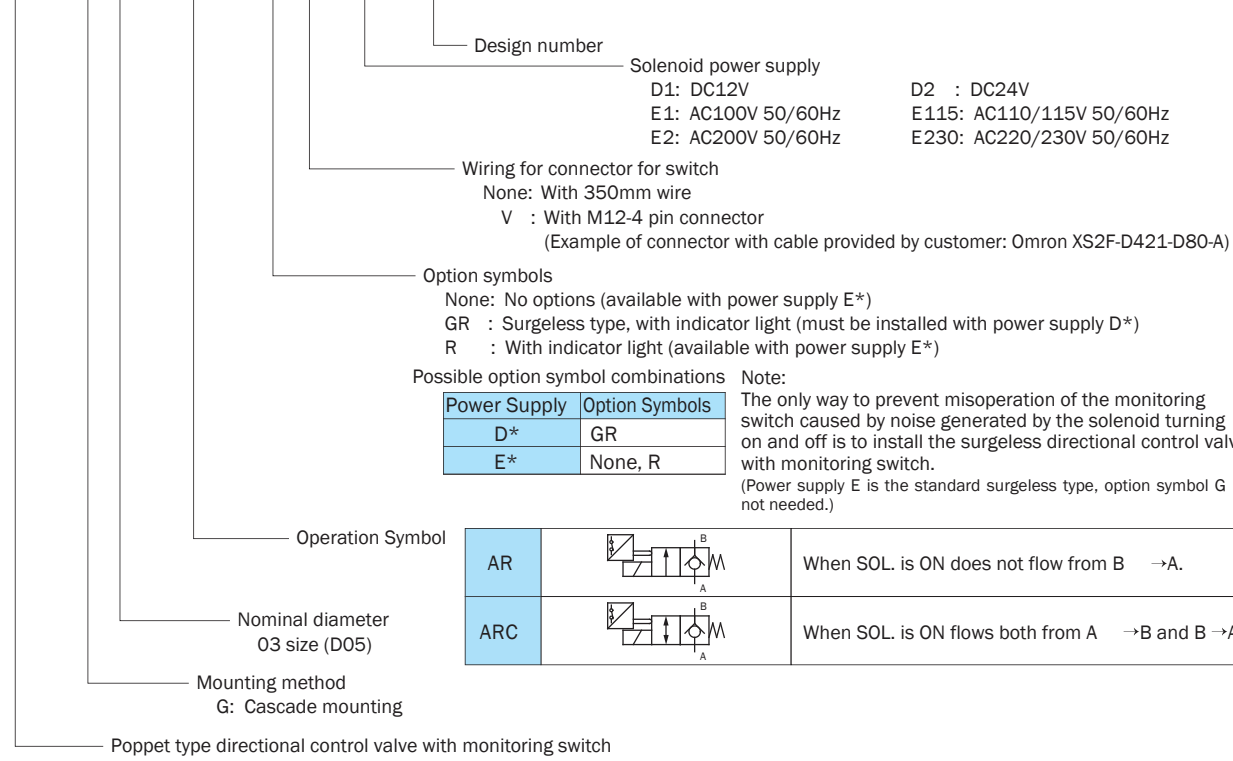 Design number
Solenoid power supply
D1: DC12V D2 : DC24V
E1: AC100V 50/60Hz E115: AC110/115V 50/60Hz
E2: AC200V 50/60Hz E230: AC220/230V 50/60Hz
Wiring for connector for switch
None: With 350mm wire
V : With M12-4 pin connector
(Example of connector with cable provided by customer: Omron XS2F-D421-D80-A)
Option symbols
None: No options (available with power supply E*)
GR : Surgeless type, with indicator light (must be installed with power supply D*)
R : With indicator light (available with power supply E*)
Possible option symbol combinations
Power Supply Option Symbols
D* GR
E* None, R
Note:
The only way to prevent misoperation of the monitoring
switch caused by noise generated by the solenoid turning
on and off is to install the surgeless directional control
with monitoring switch.
(Power supply E is the standard surgeless type, option symbol G
not needed.)
Operation Symbol
AR B A When SOL. is ON does not flow from B →A.
ARC B A When SOL. is ON flows both from A →B and B →
Nominal diameter
03 size (D05)
Mounting method
G: Cascade mounting
Poppet type directional control valve with monitoring switch